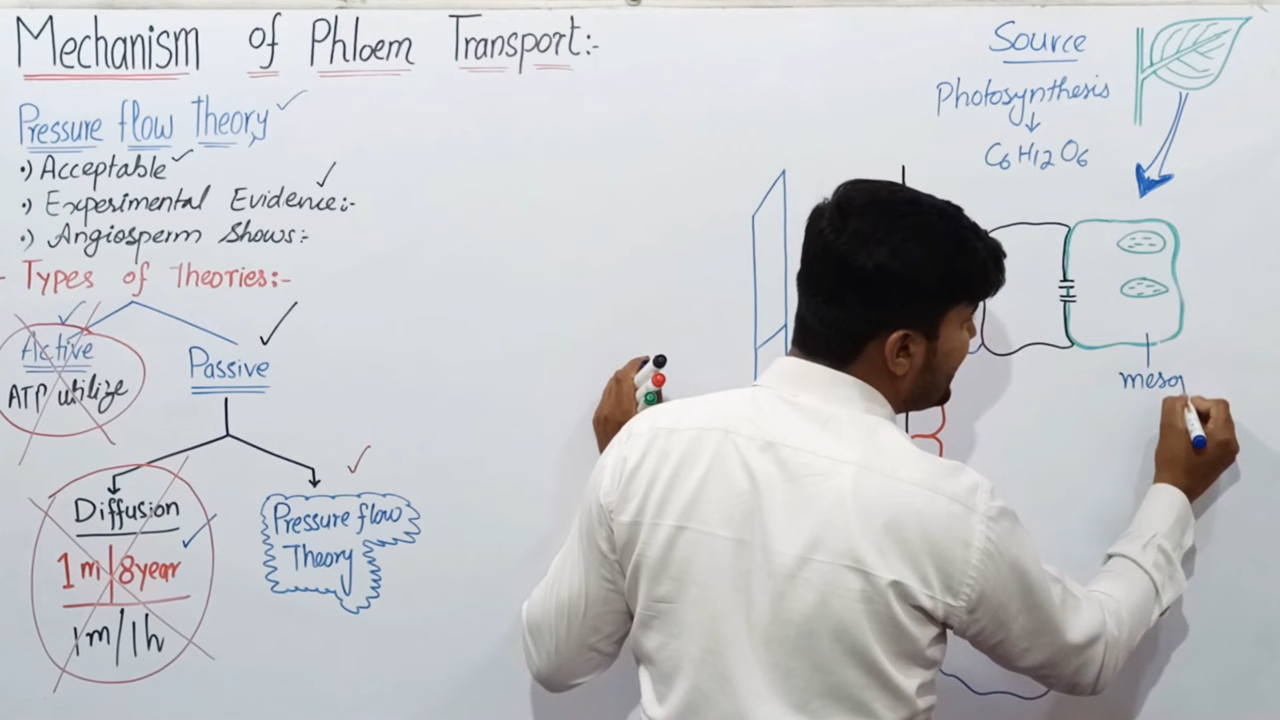 Mechanism of Phloem Transport:-
Pressure flow Theory
•) Acceptable
•) Experimental Evidence:-
•) Angiosperm Shows:-
- Types of Theories:-
Active
ATP utilize
Passive
Diffusion
1m/8year
1m/1h
Pressure flow
Theory
Source
Photosynthesis
C6H12O6
meso